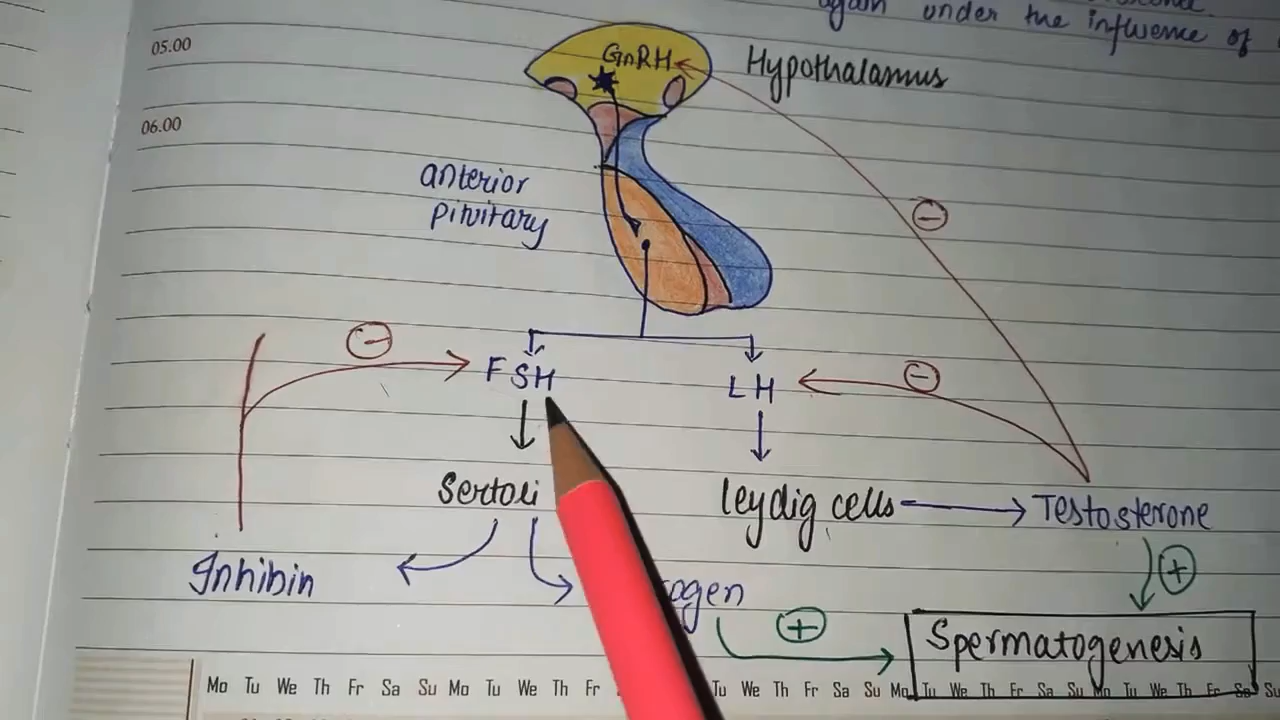 again under the influence of
05.00
GnRH
Hypothalamus
06.00
anterior
pituitary
FSH
LH
Sertoli
leydig cells
Testosterone
Inhibin
ogen
Spermatogenesis
Mo Tu We Th Fr Sa Su Mo Tu We Th Fr Tu We Th Fr Sa Su Mo Tu We Th Fr Sa Su Mo Tu We Th Fr Sa Su